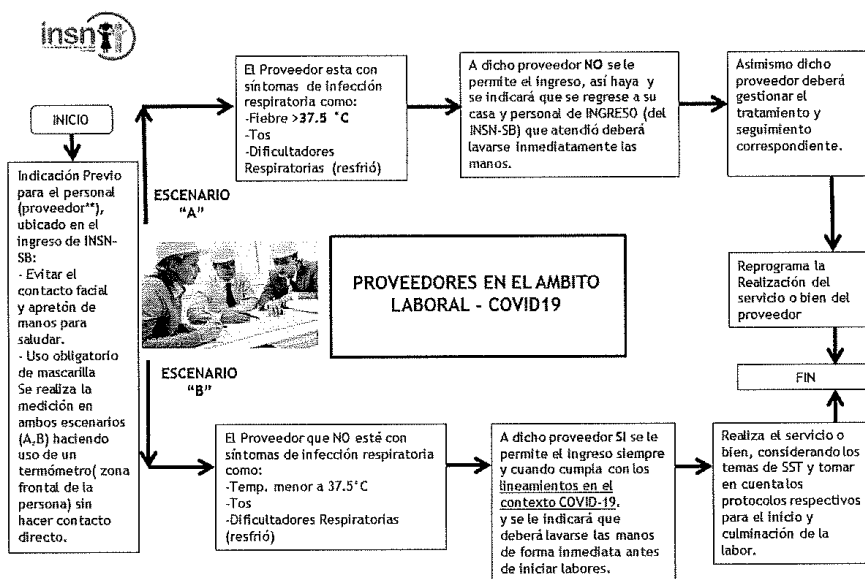 insn
INICIO
Indicación Previo
para el personal
(proveedor**),
ubicado en el
ingreso de INSN-
SB:
- Evitar el
contacto facial
y apretón de
manos para
saludar.
- Uso obligatorio
de mascarilla
Se realiza la
medición en
ambos escenarios
(A,B) haciendo
uso de un
termómetro( zona
frontal de la
persona) sin
hacer contacto
directo.
ESCENARIO
"A"
El Proveedor esta con
síntomas de infección
respiratoria como:
-Fiebre >37.5 °C
-Tos
-Dificultadores
Respiratorias (resfrió)
A dicho proveedor NO se le
permite el ingreso, así haya y
se indicará que se regrese a su
casa y personal de INGRESO (del
INSN-SB) que atendió deberá
lavarse inmediatamente las
manos.
Asimismo dicho
proveedor deberá
gestionar el
tratamiento y
seguimiento
correspondiente.
Reprograma la
Realización del
servicio o bien del
proveedor
FIN
PROVEEDORES EN EL AMBITO
LABORAL - COVID19
ESCENARIO
"B"
El Proveedor que NO esté con
síntomas de infección respiratoria
como:
-Temp. menor a 37.5°C
-Tos
-Dificultadores Respiratorias
(resfrió)
A dicho proveedor SI se le
permite el ingreso siempre
y cuando cumpla con los
lineamientos en el
contexto COVID-19.
y se le indicará que
deberá lavarse las manos
de forma inmediata antes
de iniciar labores.
Realiza el servicio o
bien, considerando los
temas de SST y tomar
en cuenta los
protocolos respectivos
para el inicio y
culminación de la
labor.